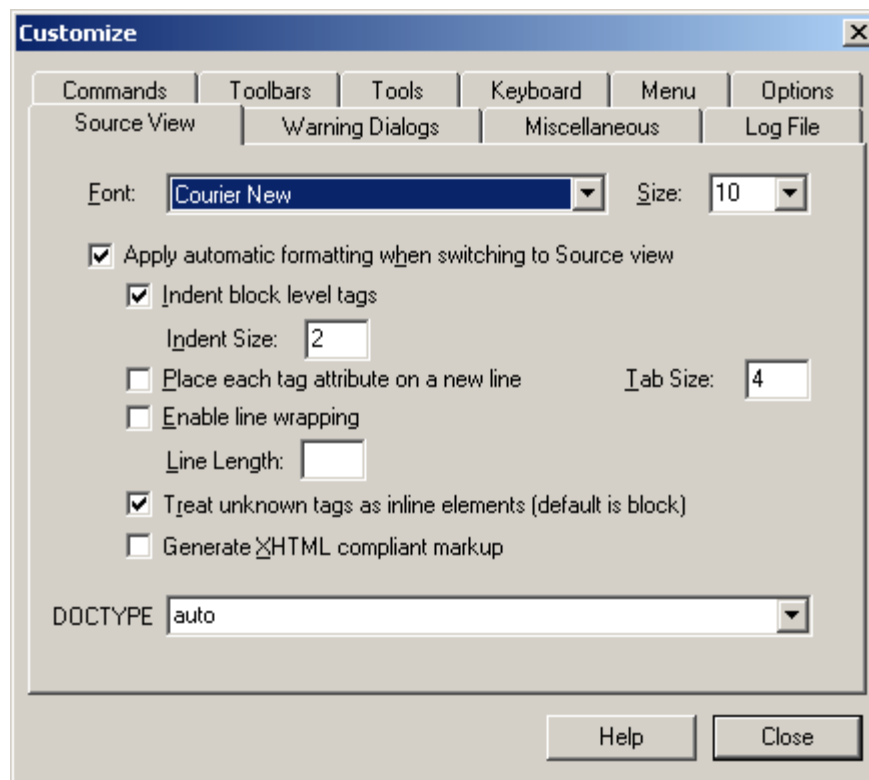 Customize
Commands Toolbars Tools Keyboard Menu Options
Source View Warning Dialogs Miscellaneous Log File
Font: Courier New Size: 10
Apply automatic formatting when switching to Source view
Indent block level tags
Indent Size: 2
Place each tag attribute on a new line Tab Size: 4
Enable line wrapping
Line Length:
Treat unknown tags as inline elements (default is block)
Generate XHTML compliant markup
DOCTYPE auto
Help Close